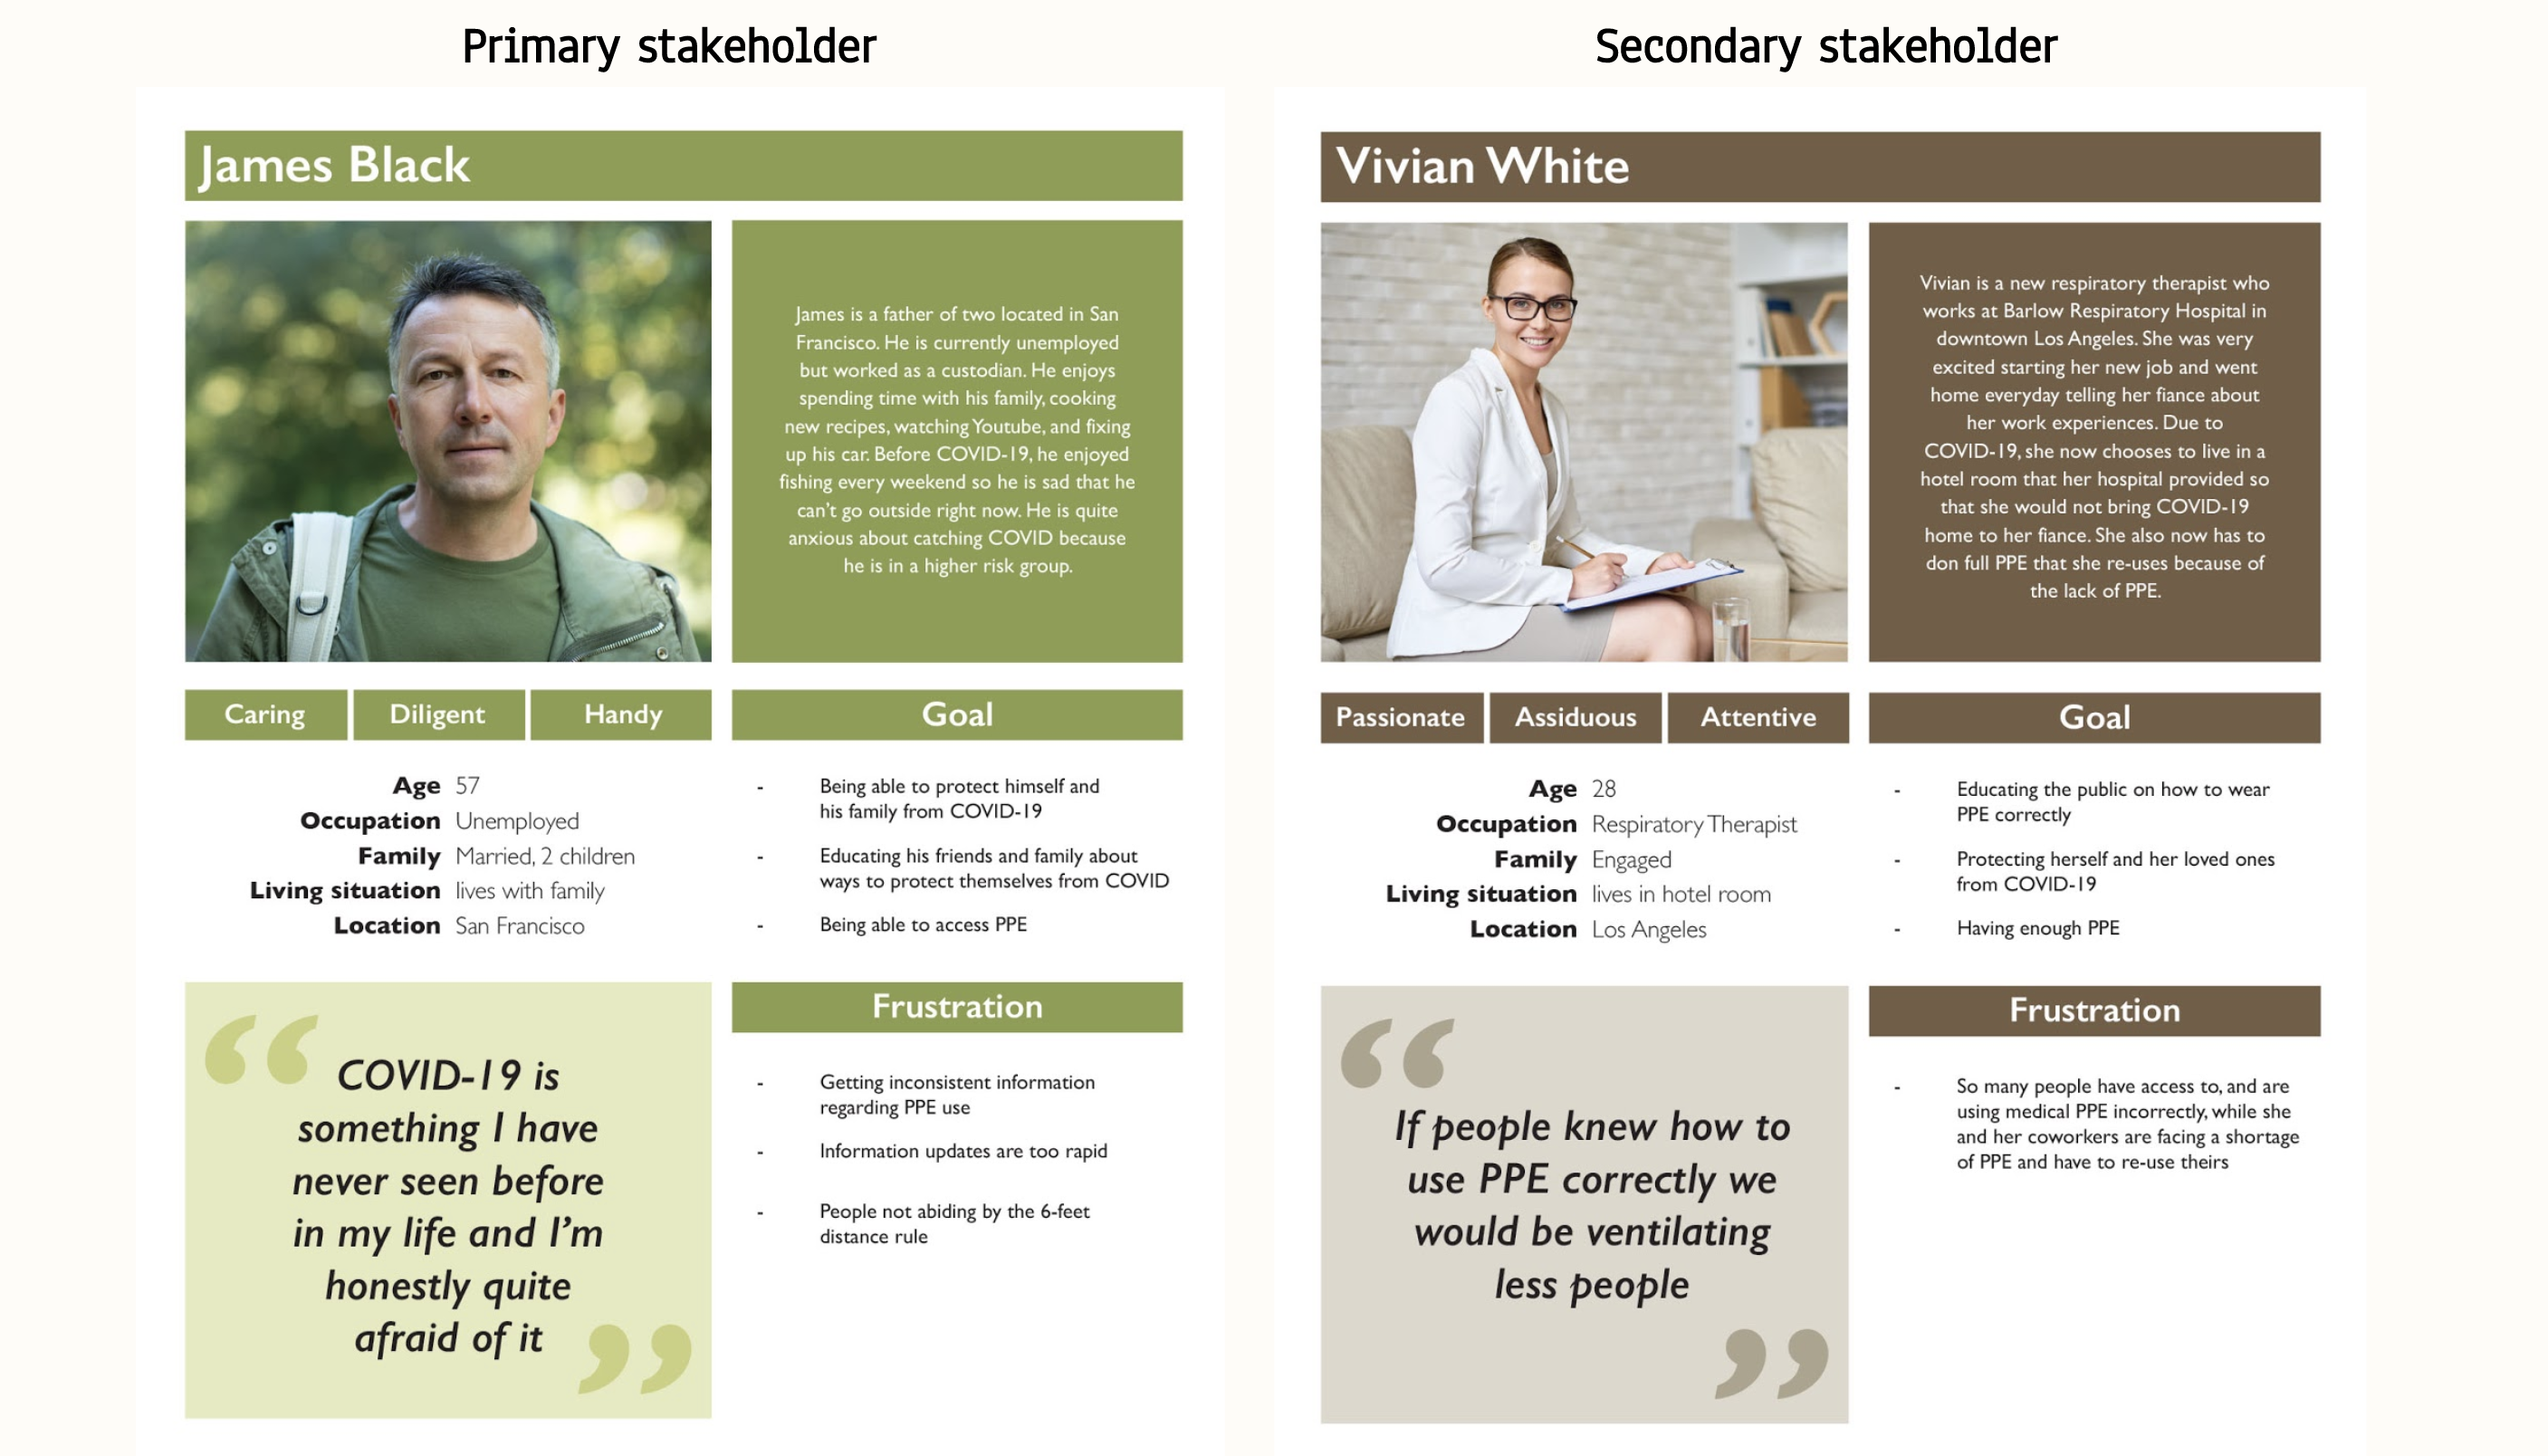 Primary stakeholder
James Black
James is a father of two located in San
Francisco. He is currently unemployed
but worked as a custodian. He enjoys
spending time with his family, cooking
new recipes, watching Youtube, and fixing
up his car. Before COVID-19, he enjoyed
fishing every weekend so he is sad that he
can't go outside right now. He is quite
anxious about catching COVID because
he is in a higher risk group.
Caring
Diligent
Handy
Age 57
Occupation Unemployed
Family Married, 2 children
Living situation lives with family
Location San Francisco
Goal
- Being able to protect himself and
his family from COVID-19
- Educating his friends and family about
ways to protect themselves from COVID
- Being able to access PPE
“COVID-19 is
something I have
never seen before
in my life and I'm
honestly quite
afraid of it”
Frustration
- Getting inconsistent information
regarding PPE use
- Information updates are too rapid
- People not abiding by the 6-feet
distance rule
Secondary stakeholder
Vivian White
Vivian is a new respiratory therapist who
works at Barlow Respiratory Hospital in
downtown Los Angeles. She was very
excited starting her new job and went
home everyday telling her fiance about
her work experiences. Due to
COVID-19, she now chooses to live in a
hotel room that her hospital provided so
that she would not bring COVID-19
home to her fiance. She also now has to
don full PPE that she re-uses because of
the lack of PPE.
Passionate
Assiduous
Attentive
Age 28
Occupation Respiratory Therapist
Family Engaged
Living situation lives in hotel room
Location Los Angeles
Goal
- Educating the public on how to wear
PPE correctly
- Protecting herself and her loved ones
from COVID-19
- Having enough PPE
“If people knew how to
use PPE correctly we
would be ventilating
less people”
Frustration
- So many people have access to, and are
using medical PPE incorrectly, while she
and her coworkers are facing a shortage
of PPE and have to re-use theirs